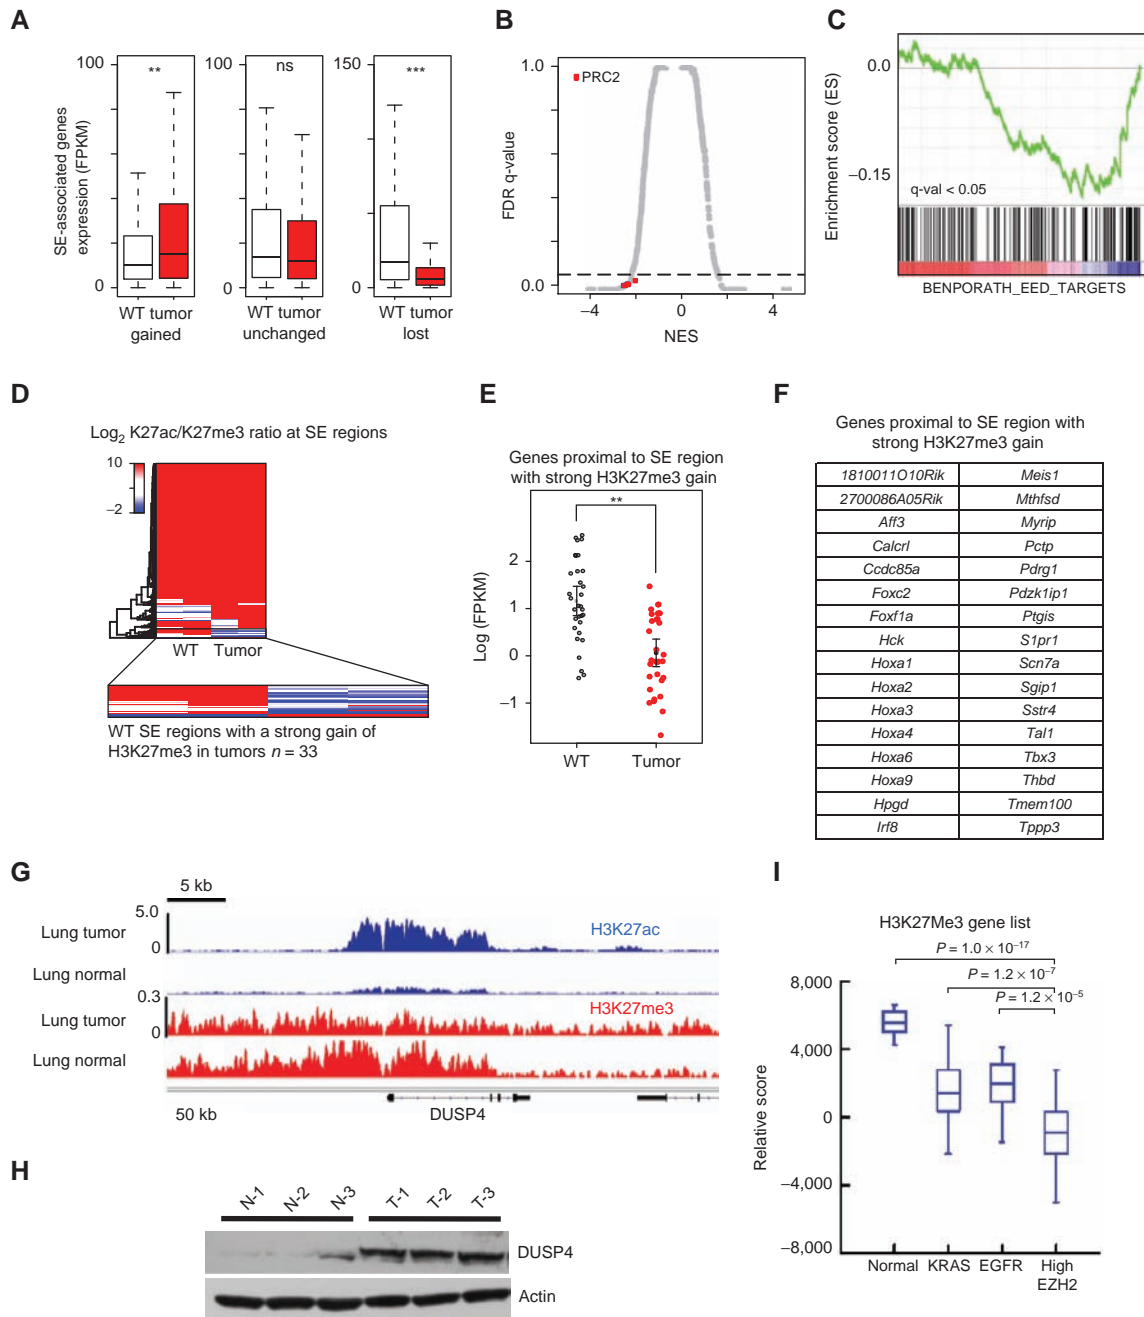 A
SE-associated genes
expression (FPKM)
100
0
**
WT tumor
gained
100
0
ns
WT tumor
unchanged
150
0
***
WT tumor
lost
B
FDR q-value
1.0
0.0
PRC2
−4
0
4
NES
C
Enrichment score (ES)
0.0
−0.15
q-val < 0.05
BENPORATH_EED_TARGETS
D
Log2 K27ac/K27me3 ratio at SE regions
10
−2
WT
Tumor
WT SE regions with a strong gain of
H3K27me3 in tumors n = 33
E
Genes proximal to SE region
with strong H3K27me3 gain
**
Log (FPKM)
2
1
0
−1
WT
Tumor
F
Genes proximal to SE region with
strong H3K27me3 gain
1810011O10Rik Meis1
2700086A05Rik Mthfsd
Aff3 Myrip
Calcrl Pctp
Ccdc85a Pdrg1
Foxc2 Pdzk1ip1
Foxf1a Ptgis
Hck S1pr1
Hoxa1 Scn7a
Hoxa2 Sgip1
Hoxa3 Sstr4
Hoxa4 Tal1
Hoxa6 Tbx3
Hoxa9 Thbd
Hpgd Tmem100
Irf8 Tppp3
G
5 kb
5.0
0
Lung tumor
H3K27ac
Lung normal
0.3
0
Lung tumor
H3K27me3
Lung normal
50 kb
DUSP4
H
N-1
N-2
N-3
T-1
T-2
T-3
DUSP4
Actin
I
H3K27Me3 gene list
P = 1.0 × 10−17
P = 1.2 × 10−7
P = 1.2 × 10−5
Relative score
8,000
4,000
0
−4,000
−8,000
Normal
KRAS
EGFR
High
EZH2